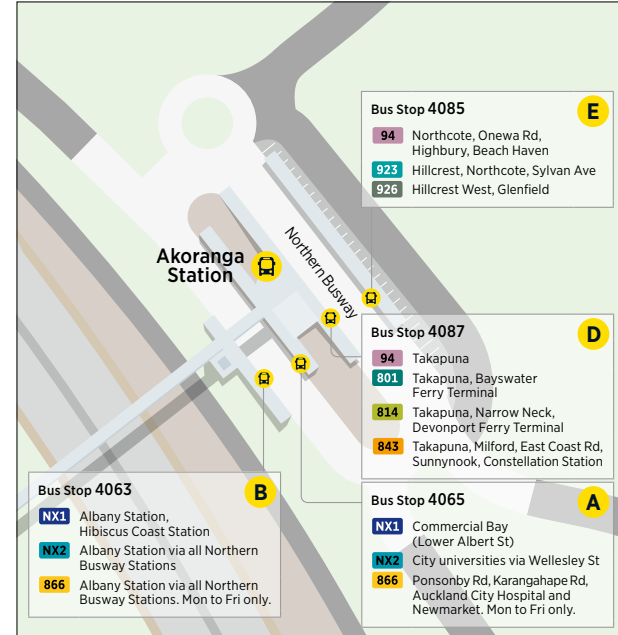 Bus Stop 4085
E
94 Northcote, Onewa Rd,
Highbury, Beach Haven
923 Hillcrest, Northcote, Sylvan Ave
926 Hillcrest West, Glenfield
Akoranga
Station
Northern Busway
Bus Stop 4087
D
94 Takapuna
801 Takapuna, Bayswater
Ferry Terminal
814 Takapuna, Narrow Neck,
Devonport Ferry Terminal
843 Takapuna, Milford, East Coast Rd,
Sunnynook, Constellation Station
Bus Stop 4063
B
NX1 Albany Station,
Hibiscus Coast Station
NX2 Albany Station via all Northern
Busway Stations
866 Albany Station via all Northern
Busway Stations. Mon to Fri only.
Bus Stop 4065
A
NX1 Commercial Bay
(Lower Albert St)
NX2 City universities via Wellesley St
866 Ponsonby Rd, Karangahape Rd,
Auckland City Hospital and
Newmarket. Mon to Fri only.